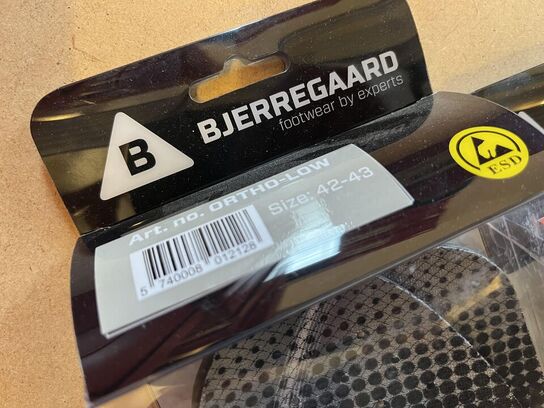 B
BJERREGAARD
footwear by experts
ESD
Art. no. ORTHO-LOW
Size: 42-43
5 740008 012128